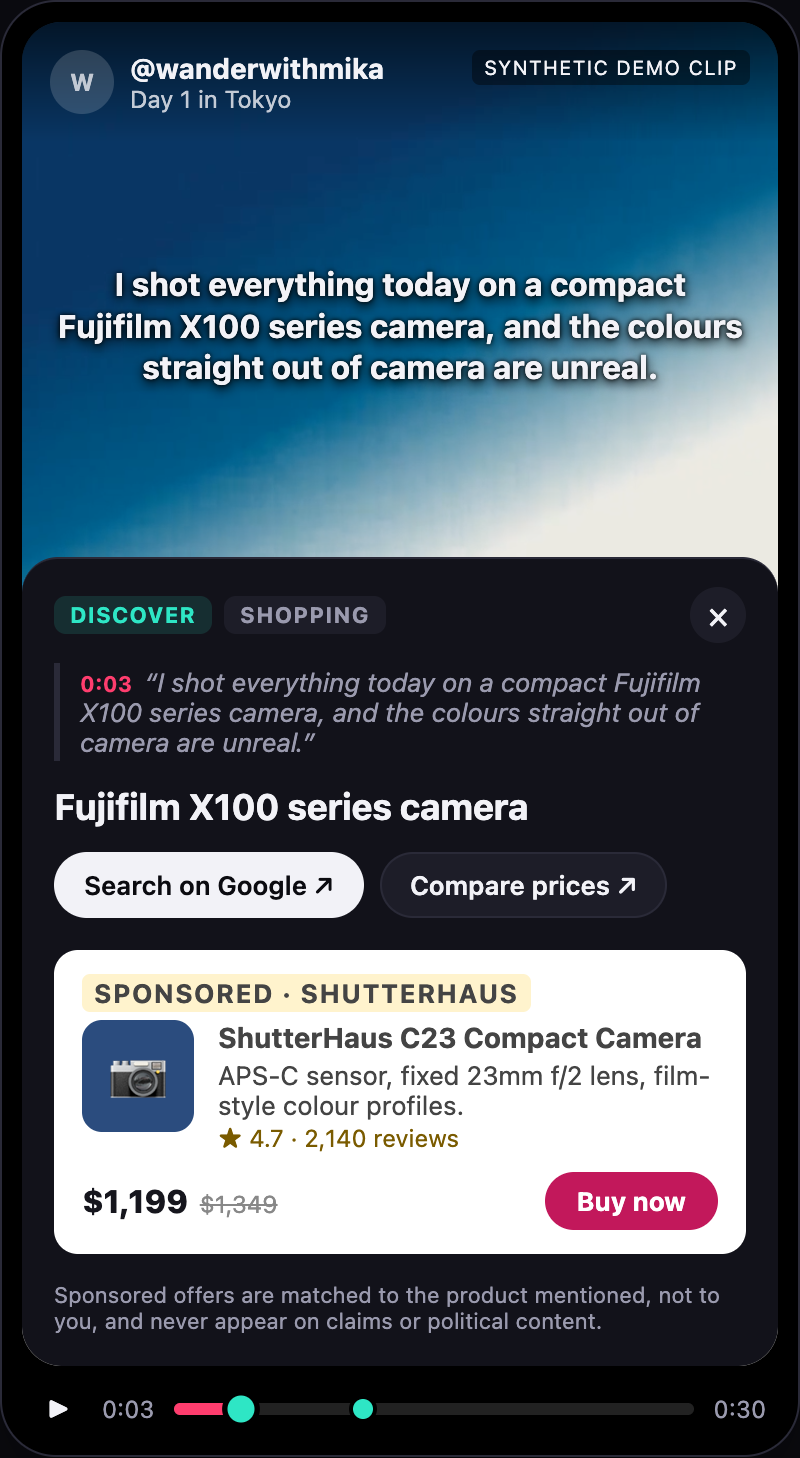 W
@wanderwithmika
Day 1 in Tokyo
SYNTHETIC DEMO CLIP
I shot everything today on a compact
Fujifilm X100 series camera, and the colours
straight out of camera are unreal.
DISCOVER
SHOPPING
0:03 “I shot everything today on a compact Fujifilm
X100 series camera, and the colours straight out of
camera are unreal.”
Fujifilm X100 series camera
Search on Google ↗
Compare prices ↗
SPONSORED · SHUTTERHAUS
ShutterHaus C23 Compact Camera
APS-C sensor, fixed 23mm f/2 lens, film-
style colour profiles.
★ 4.7 · 2,140 reviews
$1,199 $1,349
Buy now
Sponsored offers are matched to the product mentioned, not to
you, and never appear on claims or political content.
0:03
0:30